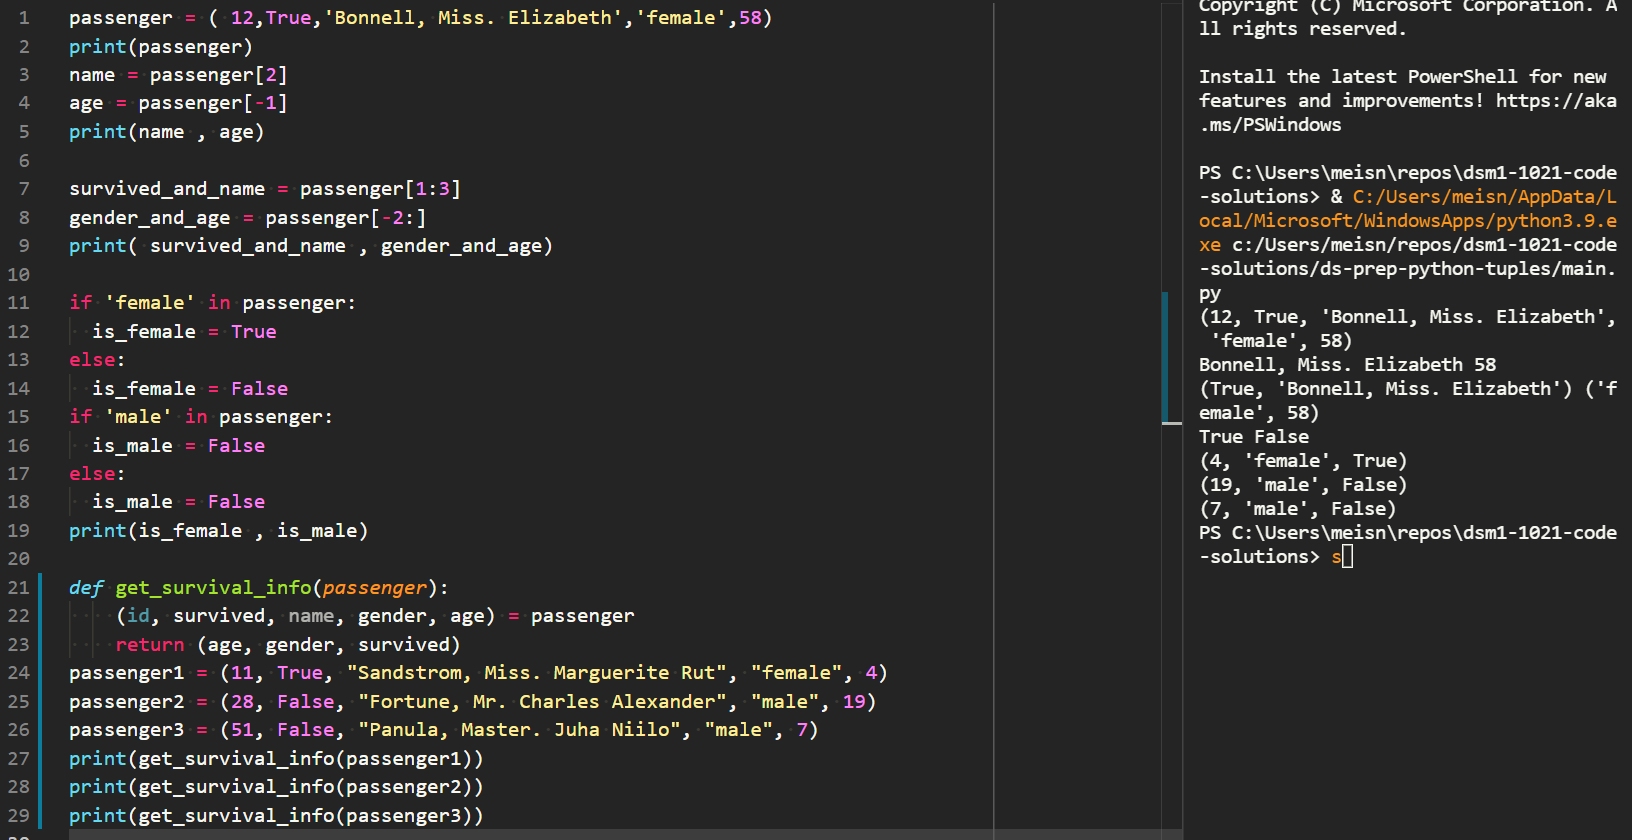 1 passenger = ( 12,True,'Bonnell, Miss. Elizabeth','female',58)
2 print(passenger)
3 name = passenger[2]
4 age = passenger[-1]
5 print(name , age)
6
7 survived_and_name = passenger[1:3]
8 gender_and_age = passenger[-2:]
9 print( survived_and_name , gender_and_age)
10
11 if 'female' in passenger:
12   is_female = True
13 else:
14   is_female = False
15 if 'male' in passenger:
16   is_male = False
17 else:
18   is_male = False
19 print(is_female , is_male)
20
21 def get_survival_info(passenger):
22     (id, survived, name, gender, age) = passenger
23     return (age, gender, survived)
24 passenger1 = (11, True, "Sandstrom, Miss. Marguerite Rut", "female", 4)
25 passenger2 = (28, False, "Fortune, Mr. Charles Alexander", "male", 19)
26 passenger3 = (51, False, "Panula, Master. Juha Niilo", "male", 7)
27 print(get_survival_info(passenger1))
28 print(get_survival_info(passenger2))
29 print(get_survival_info(passenger3))
Copyright (C) Microsoft Corporation. A
ll rights reserved.
Install the latest PowerShell for new
features and improvements! https://aka
.ms/PSWindows
PS C:\Users\meisn\repos\dsm1-1021-code
-solutions> & C:/Users/meisn/AppData/L
ocal/Microsoft/WindowsApps/python3.9.e
xe c:/Users/meisn/repos/dsm1-1021-code
-solutions/ds-prep-python-tuples/main.
py
(12, True, 'Bonnell, Miss. Elizabeth',
 'female', 58)
Bonnell, Miss. Elizabeth 58
(True, 'Bonnell, Miss. Elizabeth') ('f
emale', 58)
True False
(4, 'female', True)
(19, 'male', False)
(7, 'male', False)
PS C:\Users\meisn\repos\dsm1-1021-code
-solutions> s